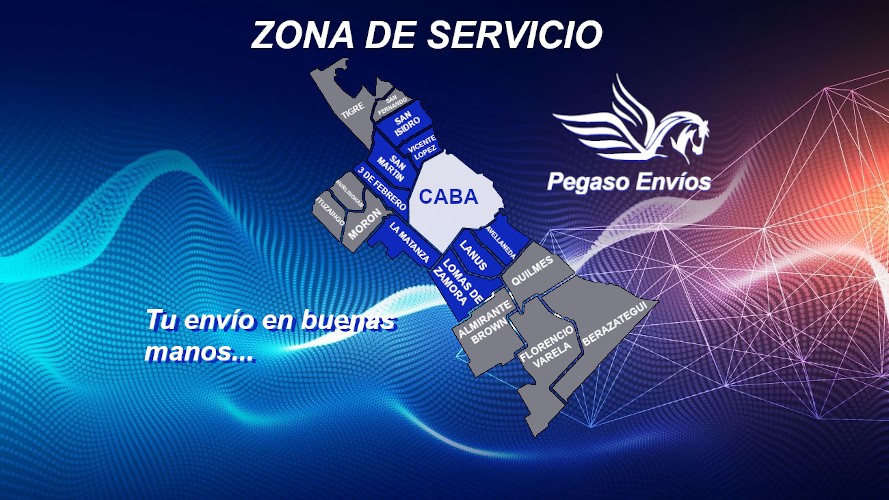 ZONA DE SERVICIO
TIGRE
SAN
FERNANDO
SAN
ISIDRO
VICENTE
LOPEZ
SAN
MARTIN
3 DE FEBRERO
CABA
HURLINGHAM
ITUZAINGO
MORON
LA MATANZA
AVELLANEDA
LANUS
LOMAS DE
ZAMORA
QUILMES
ALMIRANTE
BROWN
FLORENCIO
VARELA
BERAZATEGUI
Pegaso Envíos
Tu envío en buenas
manos...